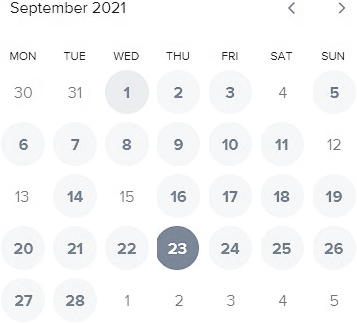 September 2021
MON TUE WED THU FRI SAT SUN
30 31 1 2 3 4 5
6 7 8 9 10 11 12
13 14 15 16 17 18 19
20 21 22 23 24 25 26
27 28 1 2 3 4 5